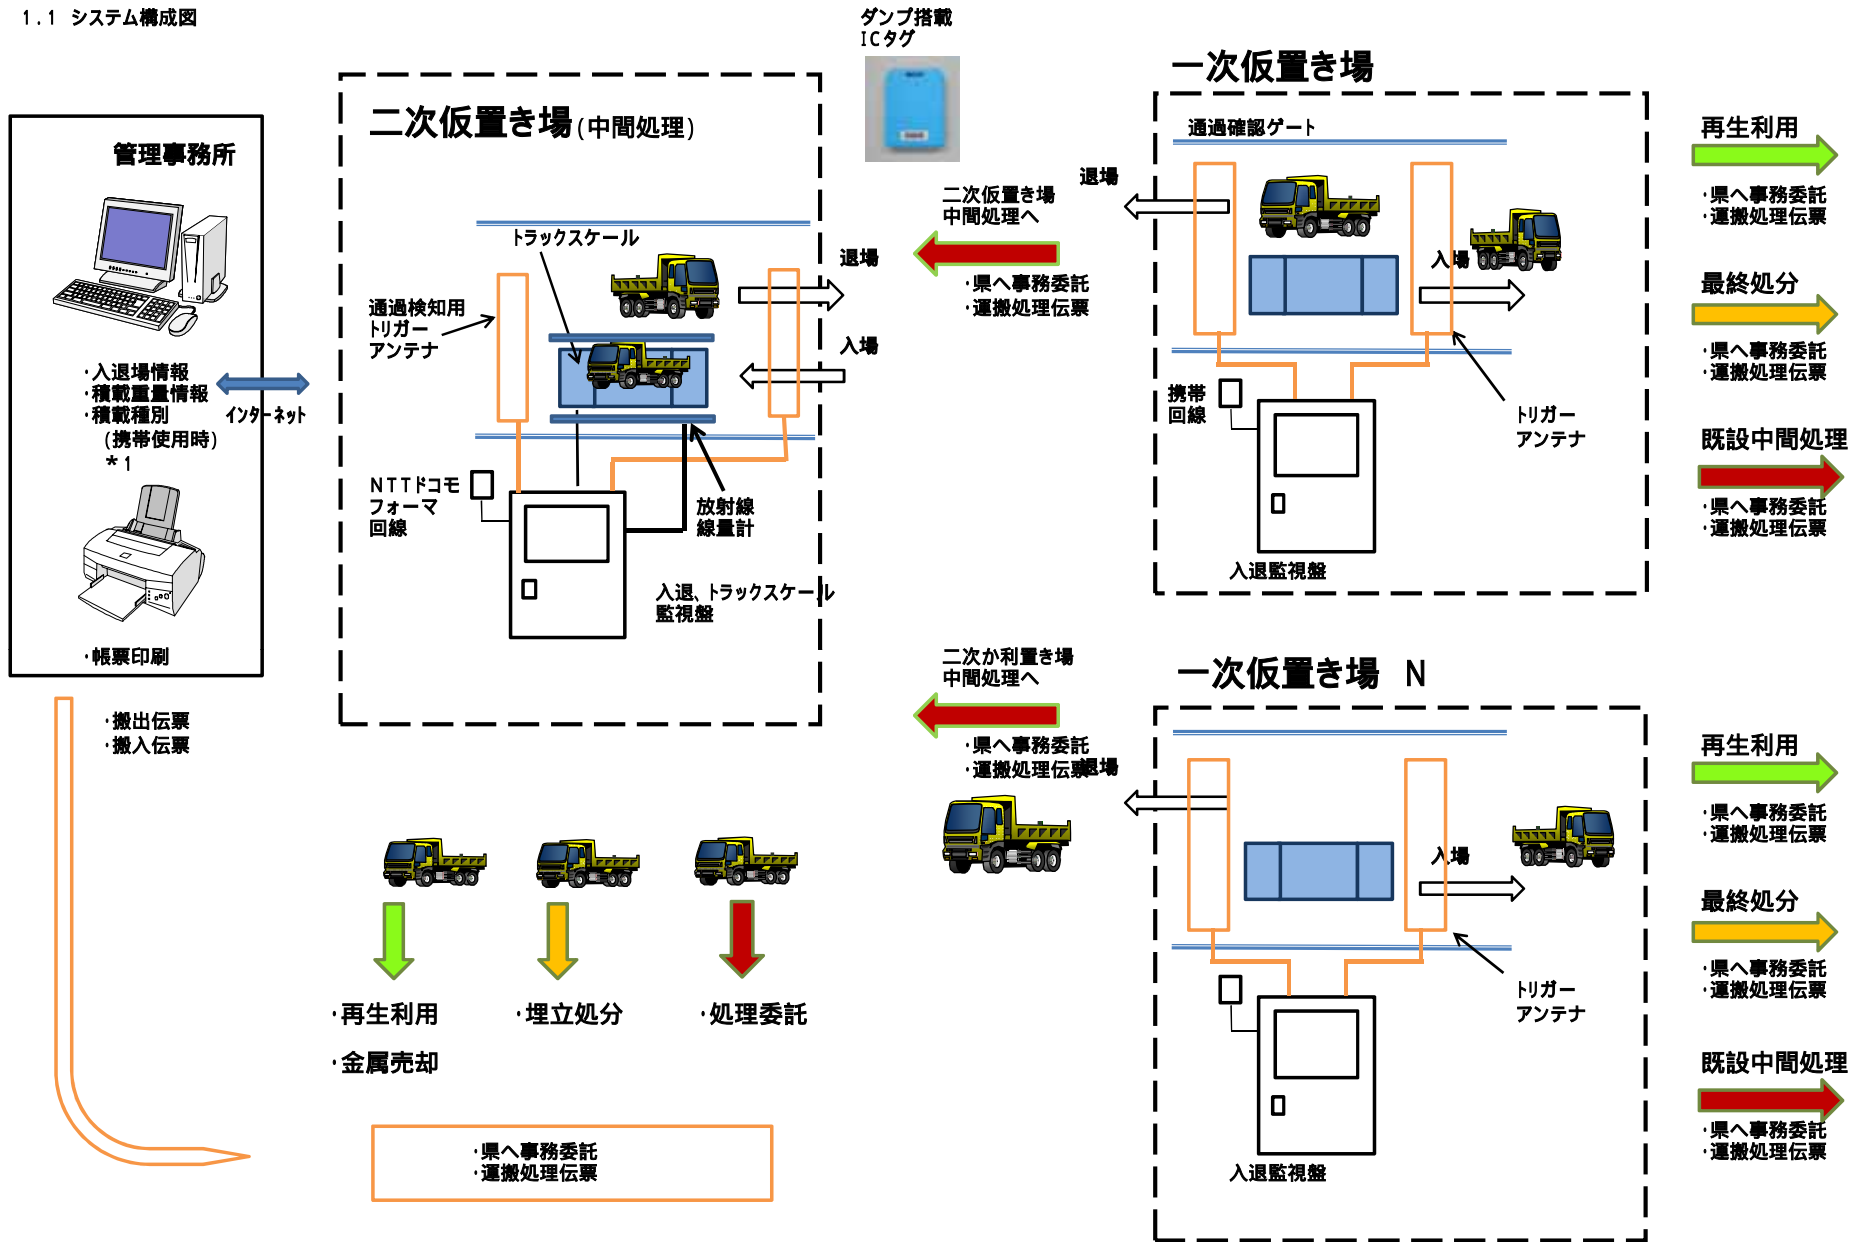 1.1 システム構成図
ダンプ搭載
ICタグ
管理事務所
・入退場情報
・積載重量情報
・積載種別
(携帯使用時)
*1
インターネット
・帳票印刷
・搬出伝票
・搬入伝票
二次仮置き場(中間処理)
トラックスケール
通過検知用
トリガー
アンテナ
退場
入場
NTTドコモ
フォーマ
回線
放射線
線量計
入退、トラックスケール
監視盤
二次仮置き場
中間処理へ
・県へ事務委託
・運搬処理伝票
一次仮置き場
通過確認ゲート
退場
入場
携帯
回線
トリガー
アンテナ
入退監視盤
再生利用
・県へ事務委託
・運搬処理伝票
最終処分
・県へ事務委託
・運搬処理伝票
既設中間処理
・県へ事務委託
・運搬処理伝票
二次か利置き場
中間処理へ
・県へ事務委託
・運搬処理伝票
一次仮置き場 N
退場
入場
トリガー
アンテナ
入退監視盤
再生利用
・県へ事務委託
・運搬処理伝票
最終処分
・県へ事務委託
・運搬処理伝票
既設中間処理
・県へ事務委託
・運搬処理伝票
・再生利用
・金属売却
・埋立処分
・処理委託
・県へ事務委託
・運搬処理伝票